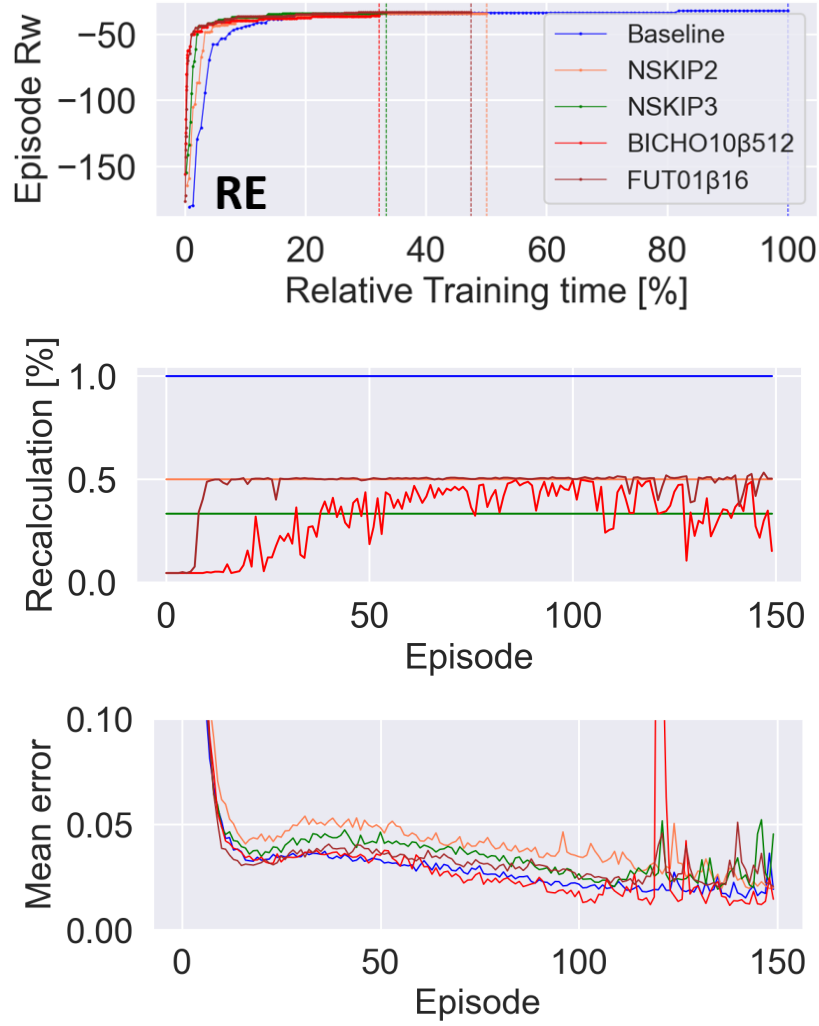 Episode Rw
−50
−100
−150
RE
Baseline
NSKIP2
NSKIP3
BICHO10β512
FUT01β16
0 20 40 60 80 100
Relative Training time [%]
Recalculation [%]
1.0
0.5
0.0
0 50 100 150
Episode
Mean error
0.10
0.05
0.00
0 50 100 150
Episode